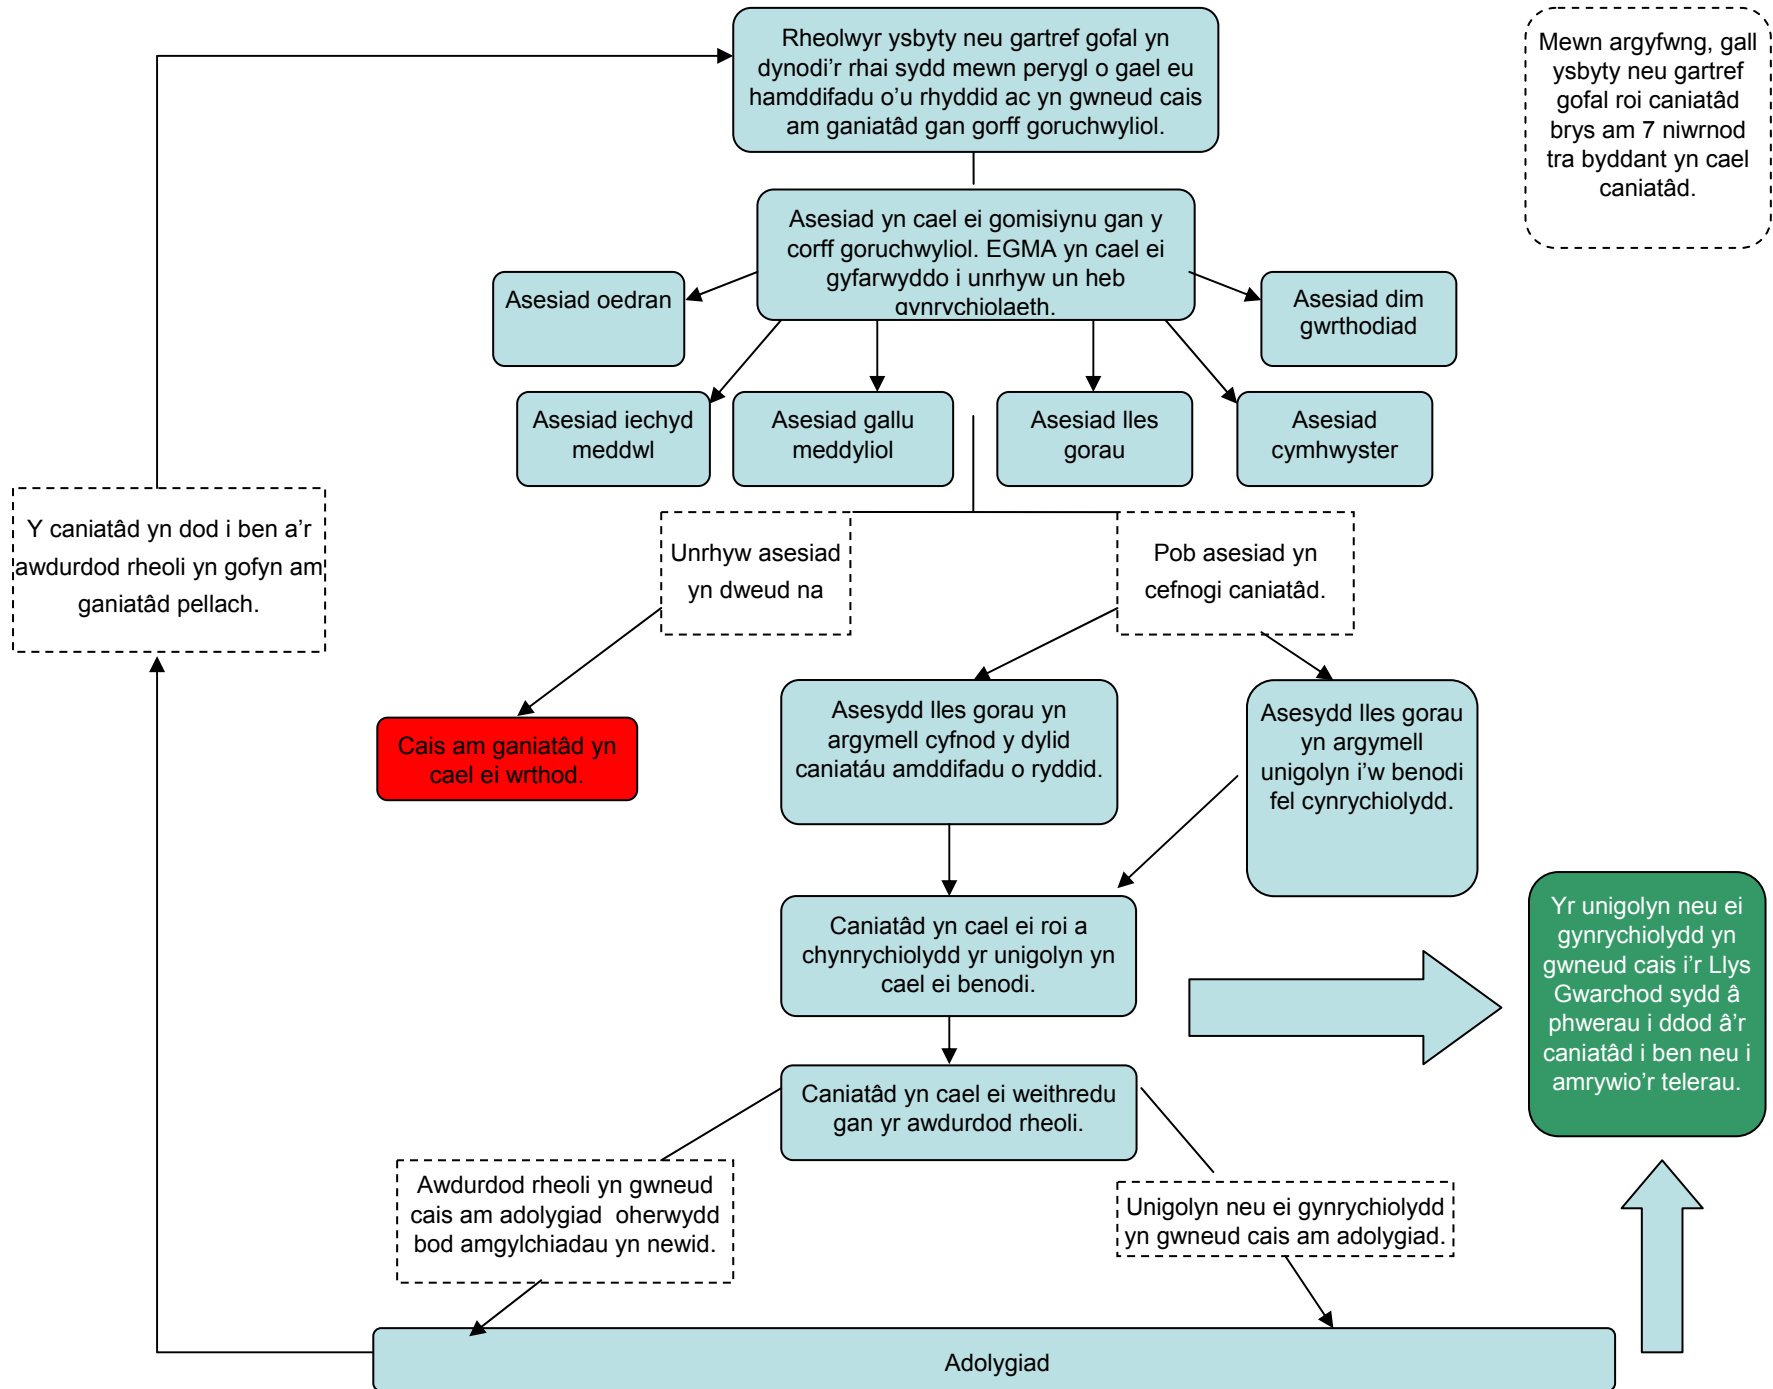 Rheolwyr ysbyty neu gartref gofal yn
dynodi’r rhai sydd mewn perygl o gael eu
hamddifadu o’u rhyddid ac yn gwneud cais
am ganiatâd gan gorff goruchwyliol.
Mewn argyfwng, gall
ysbyty neu gartref
gofal roi caniatâd
brys am 7 niwrnod
tra byddant yn cael
caniatâd.
Asesiad yn cael ei gomisiynu gan y
corff goruchwyliol. EGMA yn cael ei
gyfarwyddo i unrhyw un heb
gynrychiolaeth.
Asesiad oedran
Asesiad dim
gwrthodiad
Asesiad iechyd
meddwl
Asesiad gallu
meddyliol
Asesiad lles
gorau
Asesiad
cymhwyster
Y caniatâd yn dod i ben a’r
awdurdod rheoli yn gofyn am
ganiatâd pellach.
Unrhyw asesiad
yn dweud na
Pob asesiad yn
cefnogi caniatâd.
Cais am ganiatâd yn
cael ei wrthod.
Asesydd lles gorau yn
argymell cyfnod y dylid
caniatáu amddifadu o ryddid.
Asesydd lles gorau
yn argymell
unigolyn i’w benodi
fel cynrychiolydd.
Caniatâd yn cael ei roi a
chynrychiolydd yr unigolyn yn
cael ei benodi.
Yr unigolyn neu ei
gynrychiolydd yn
gwneud cais i’r Llys
Gwarchod sydd â
phwerau i ddod â’r
caniatâd i ben neu i
amrywio’r telerau.
Caniatâd yn cael ei weithredu
gan yr awdurdod rheoli.
Awdurdod rheoli yn gwneud
cais am adolygiad oherwydd
bod amgylchiadau yn newid.
Unigolyn neu ei gynrychiolydd
yn gwneud cais am adolygiad.
Adolygiad